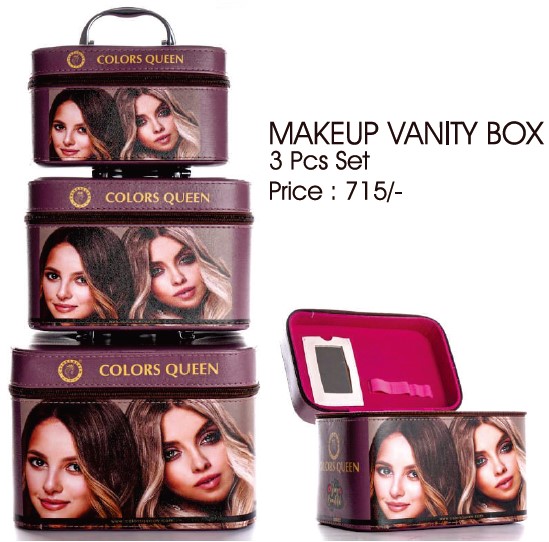 COLORS QUEEN
MAKEUP VANITY BOX
3 Pcs Set
Price : 715/-
COLORS QUEEN
COLORS QUEEN
COLORS QUEEN